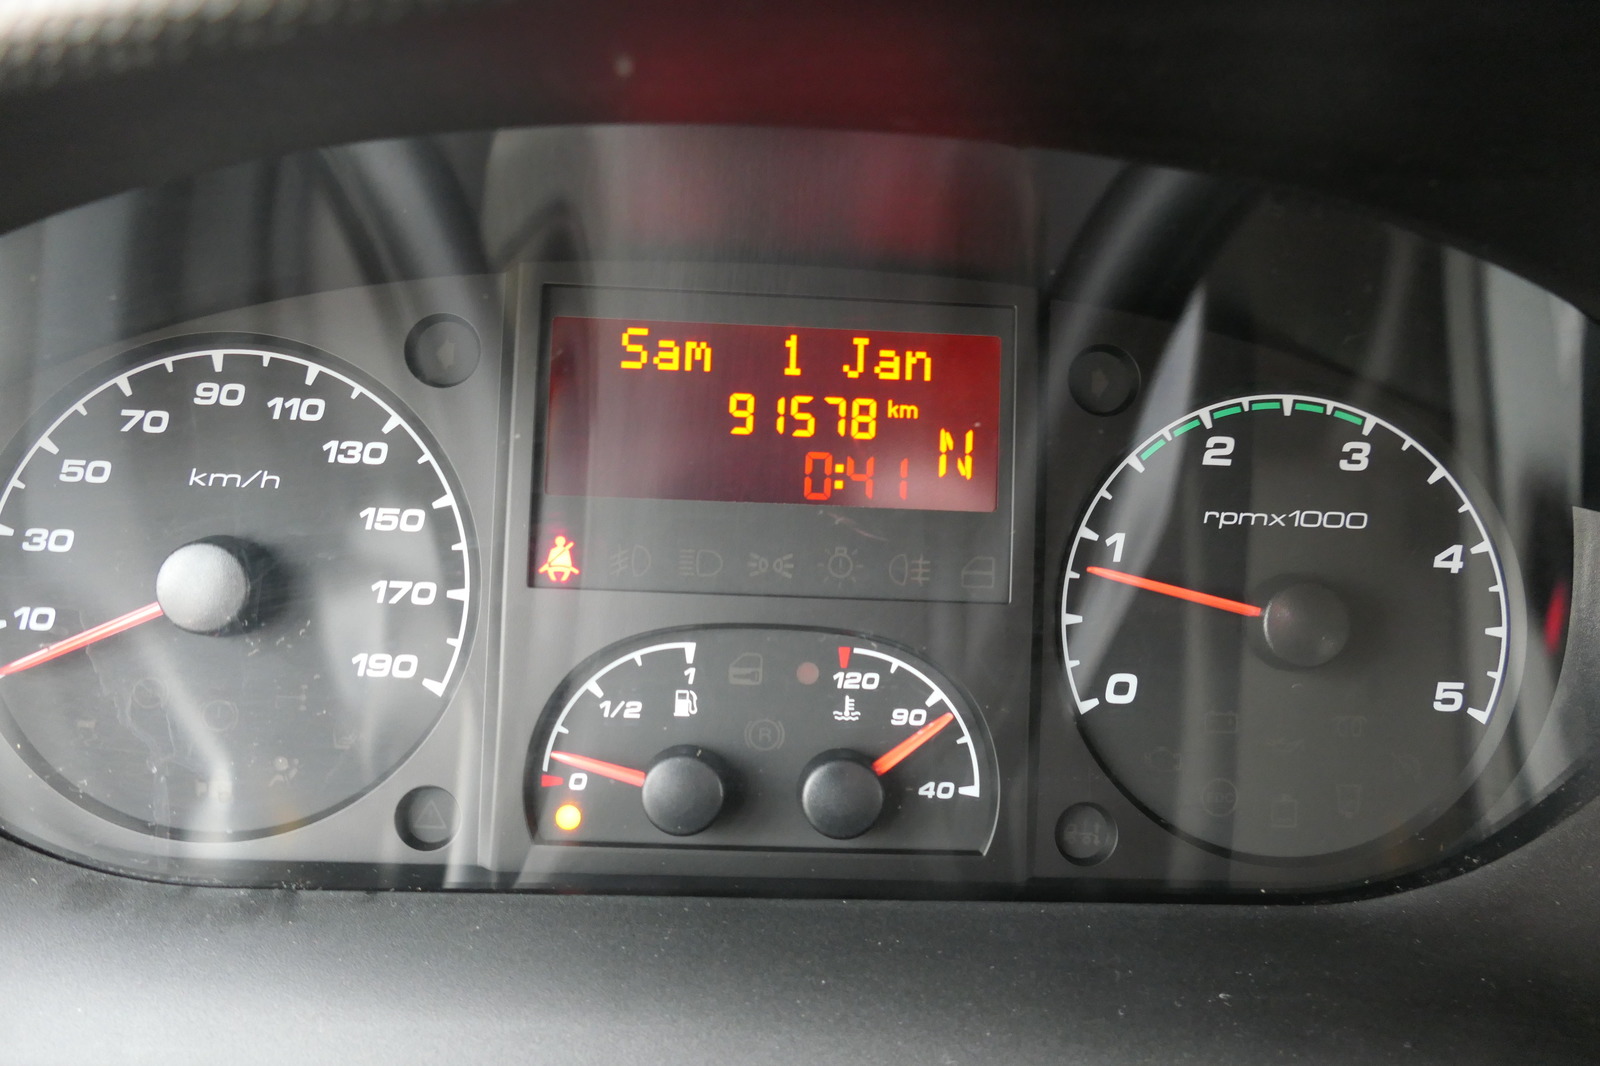 Sam 1 Jan
91578 km
0:41 N
10 30 50 70 90 110 130 150 170 190
km/h
0 1/2 1
120 90 40
(R)
0 1 2 3 4 5
rpmx1000